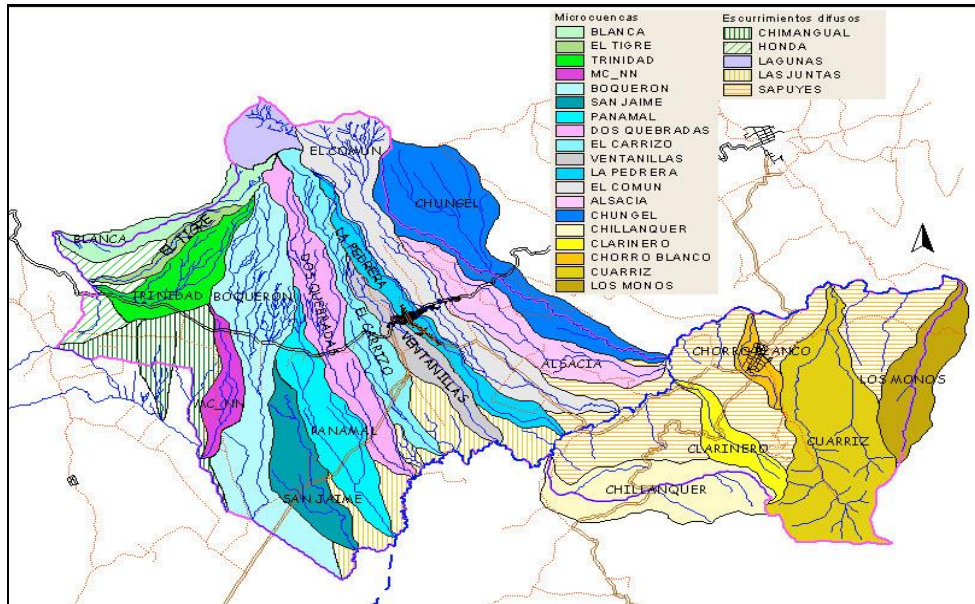 Microcuencas
BLANCA
EL TIGRE
TRINIDAD
MC_NN
BOQUERON
SAN JAIME
PANAMAL
DOS QUEBRADAS
EL CARRIZO
VENTANILLAS
LA PEDRERA
EL COMUN
ALSACIA
CHUNGEL
CHILLANQUER
CLARINERO
CHORRO BLANCO
CUARRIZ
LOS MONOS
Escurrimientos difusos
CHIMANGUAL
HONDA
LAGUNAS
LAS JUNTAS
SAPUYES
EL COMUN
CHUNGEL
BLANCA
EL TIGRE
LA PEDRERA
TRINIDAD
BOQUERON
DOS QUEBRADAS
EL CARRIZO
VENTANILLAS
ALSACIA
CHORRO BLANCO
LOS MONOS
MC_NN
PANAMAL
CLARINERO
CUARRIZ
SAN JAIME
CHILLANQUER